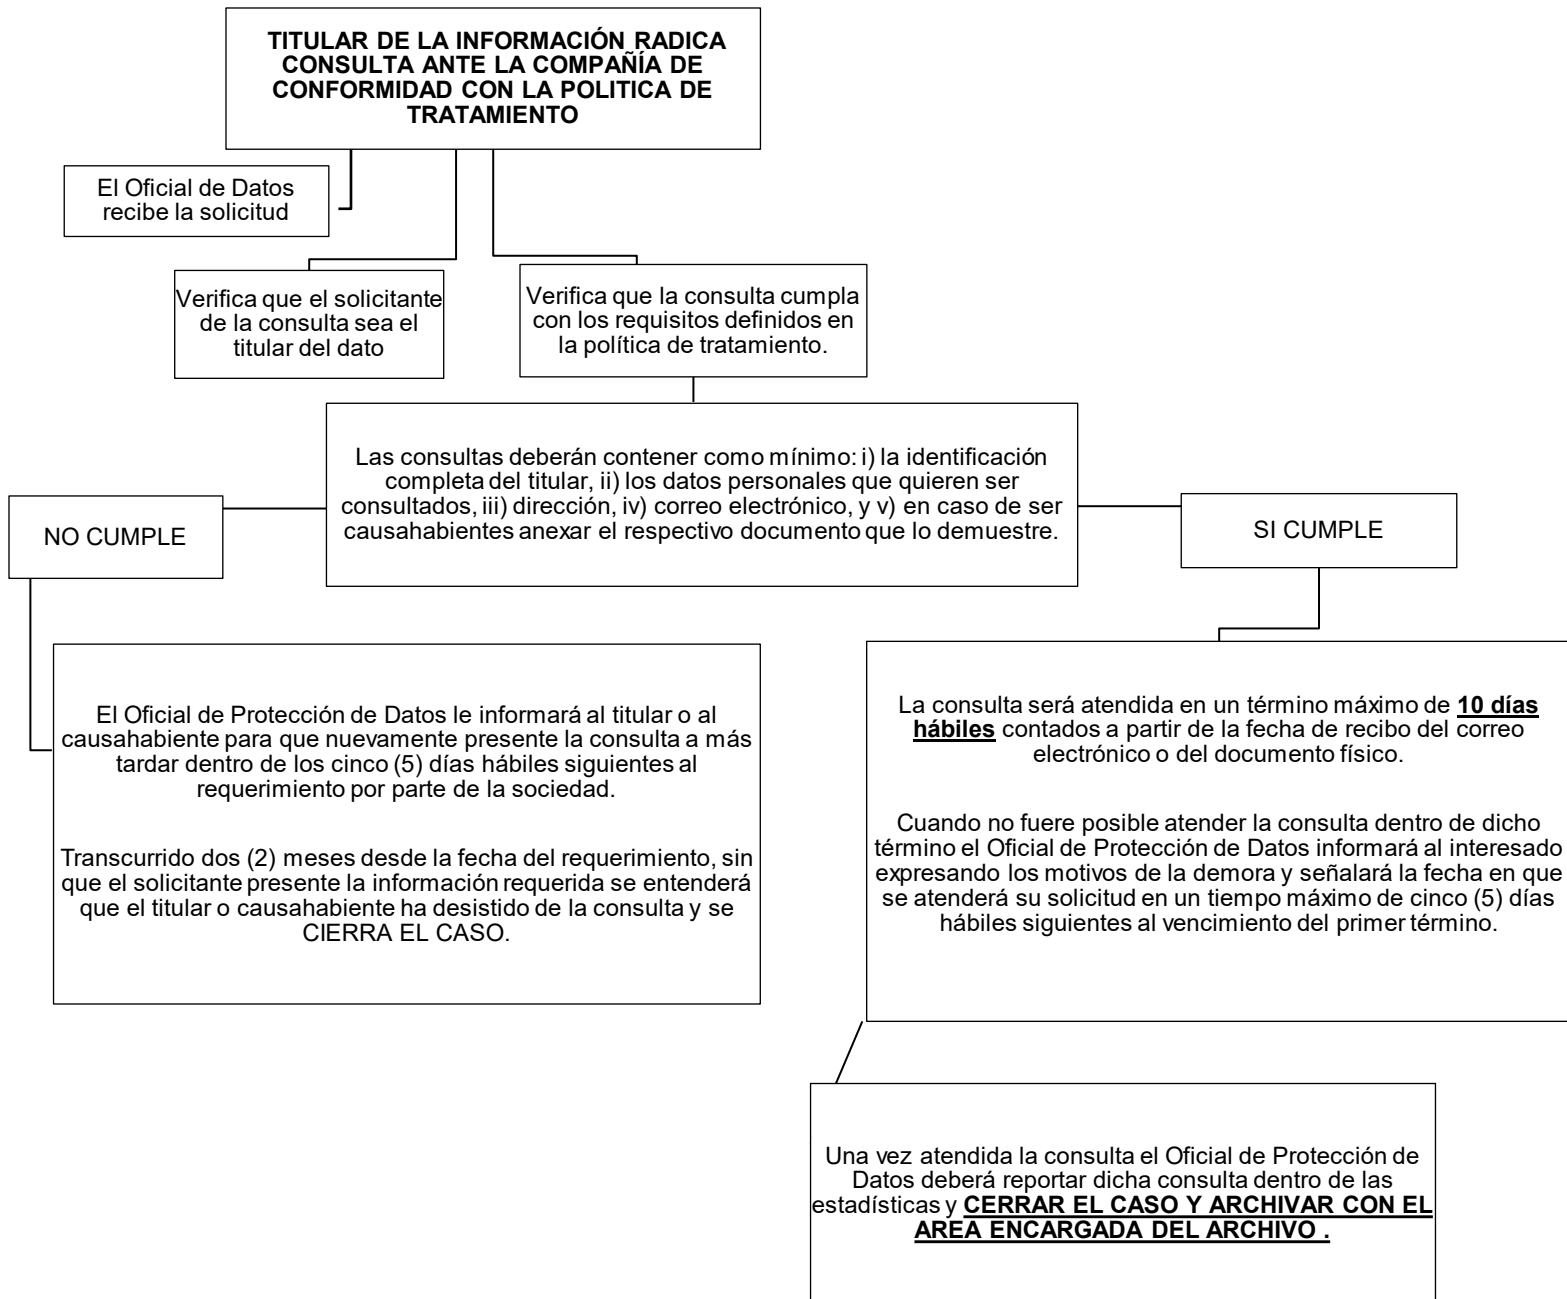 TITULAR DE LA INFORMACIÓN RADICA
CONSULTA ANTE LA COMPAÑÍA DE
CONFORMIDAD CON LA POLITICA DE
TRATAMIENTO
El Oficial de Datos
recibe la solicitud
Verifica que el solicitante
de la consulta sea el
titular del dato
Verifica que la consulta cumpla
con los requisitos definidos en
la política de tratamiento.
Las consultas deberán contener como mínimo: i) la identificación
completa del titular, ii) los datos personales que quieren ser
consultados, iii) dirección, iv) correo electrónico, y v) en caso de ser
causahabientes anexar el respectivo documento que lo demuestre.
NO CUMPLE
SI CUMPLE
El Oficial de Protección de Datos le informará al titular o al
causahabiente para que nuevamente presente la consulta a más
tardar dentro de los cinco (5) días hábiles siguientes al
requerimiento por parte de la sociedad.
Transcurrido dos (2) meses desde la fecha del requerimiento, sin
que el solicitante presente la información requerida se entenderá
que el titular o causahabiente ha desistido de la consulta y se
CIERRA EL CASO.
La consulta será atendida en un término máximo de 10 días
hábiles contados a partir de la fecha de recibo del correo
electrónico o del documento físico.
Cuando no fuere posible atender la consulta dentro de dicho
término el Oficial de Protección de Datos informará al interesado
expresando los motivos de la demora y señalará la fecha en que
se atenderá su solicitud en un tiempo máximo de cinco (5) días
hábiles siguientes al vencimiento del primer término.
Una vez atendida la consulta el Oficial de Protección de
Datos deberá reportar dicha consulta dentro de las
estadísticas y CERRAR EL CASO Y ARCHIVAR CON EL
AREA ENCARGADA DEL ARCHIVO .